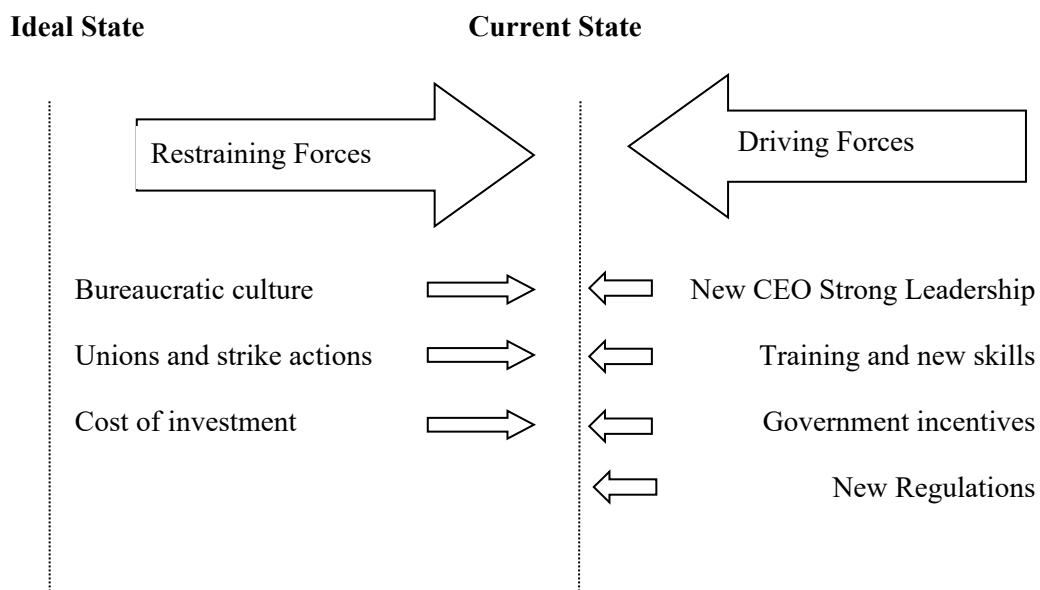 Ideal State
Current State
Restraining Forces
Driving Forces
Bureaucratic culture
New CEO Strong Leadership
Unions and strike actions
Training and new skills
Cost of investment
Government incentives
New Regulations